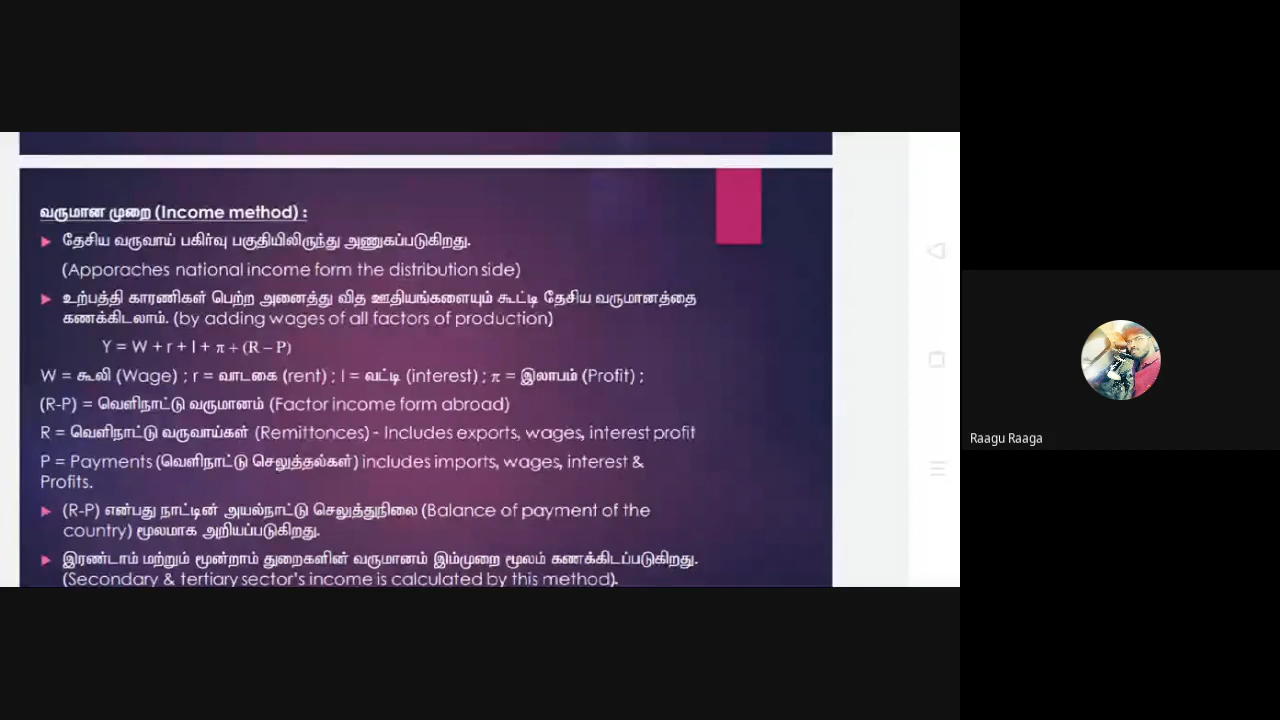 வருமான முறை (Income method) :
தேசிய வருவாய் பகிர்வு பகுதியிலிருந்து அணுகப்படுகிறது.
(Apporaches national income form the distribution side)
உற்பத்தி காரணிகள் பெற்ற அனைத்து வித ஊதியங்களையும் கூட்டி தேசிய வருமானத்தை
கணக்கிடலாம். (by adding wages of all factors of production)
Y = W + r + I + π + (R – P)
W = கூலி (Wage) ; r = வாடகை (rent) ; I = வட்டி (interest) ; π = இலாபம் (Profit) ;
(R-P) = வெளிநாட்டு வருமானம் (Factor income form abroad)
R = வெளிநாட்டு வருவாய்கள் (Remittonces) - Includes exports, wages, interest profit
P = Payments (வெளிநாட்டு செலுத்தல்கள்) includes imports, wages, interest &
Profits.
(R-P) என்பது நாட்டின் அயல்நாட்டு செலுத்துநிலை (Balance of payment of the
country) மூலமாக அறியப்படுகிறது.
இரண்டாம் மற்றும் மூன்றாம் துறைகளின் வருமானம் இம்முறை மூலம் கணக்கிடப்படுகிறது.
(Secondary & tertiary sector's income is calculated by this method).
Raagu Raaga